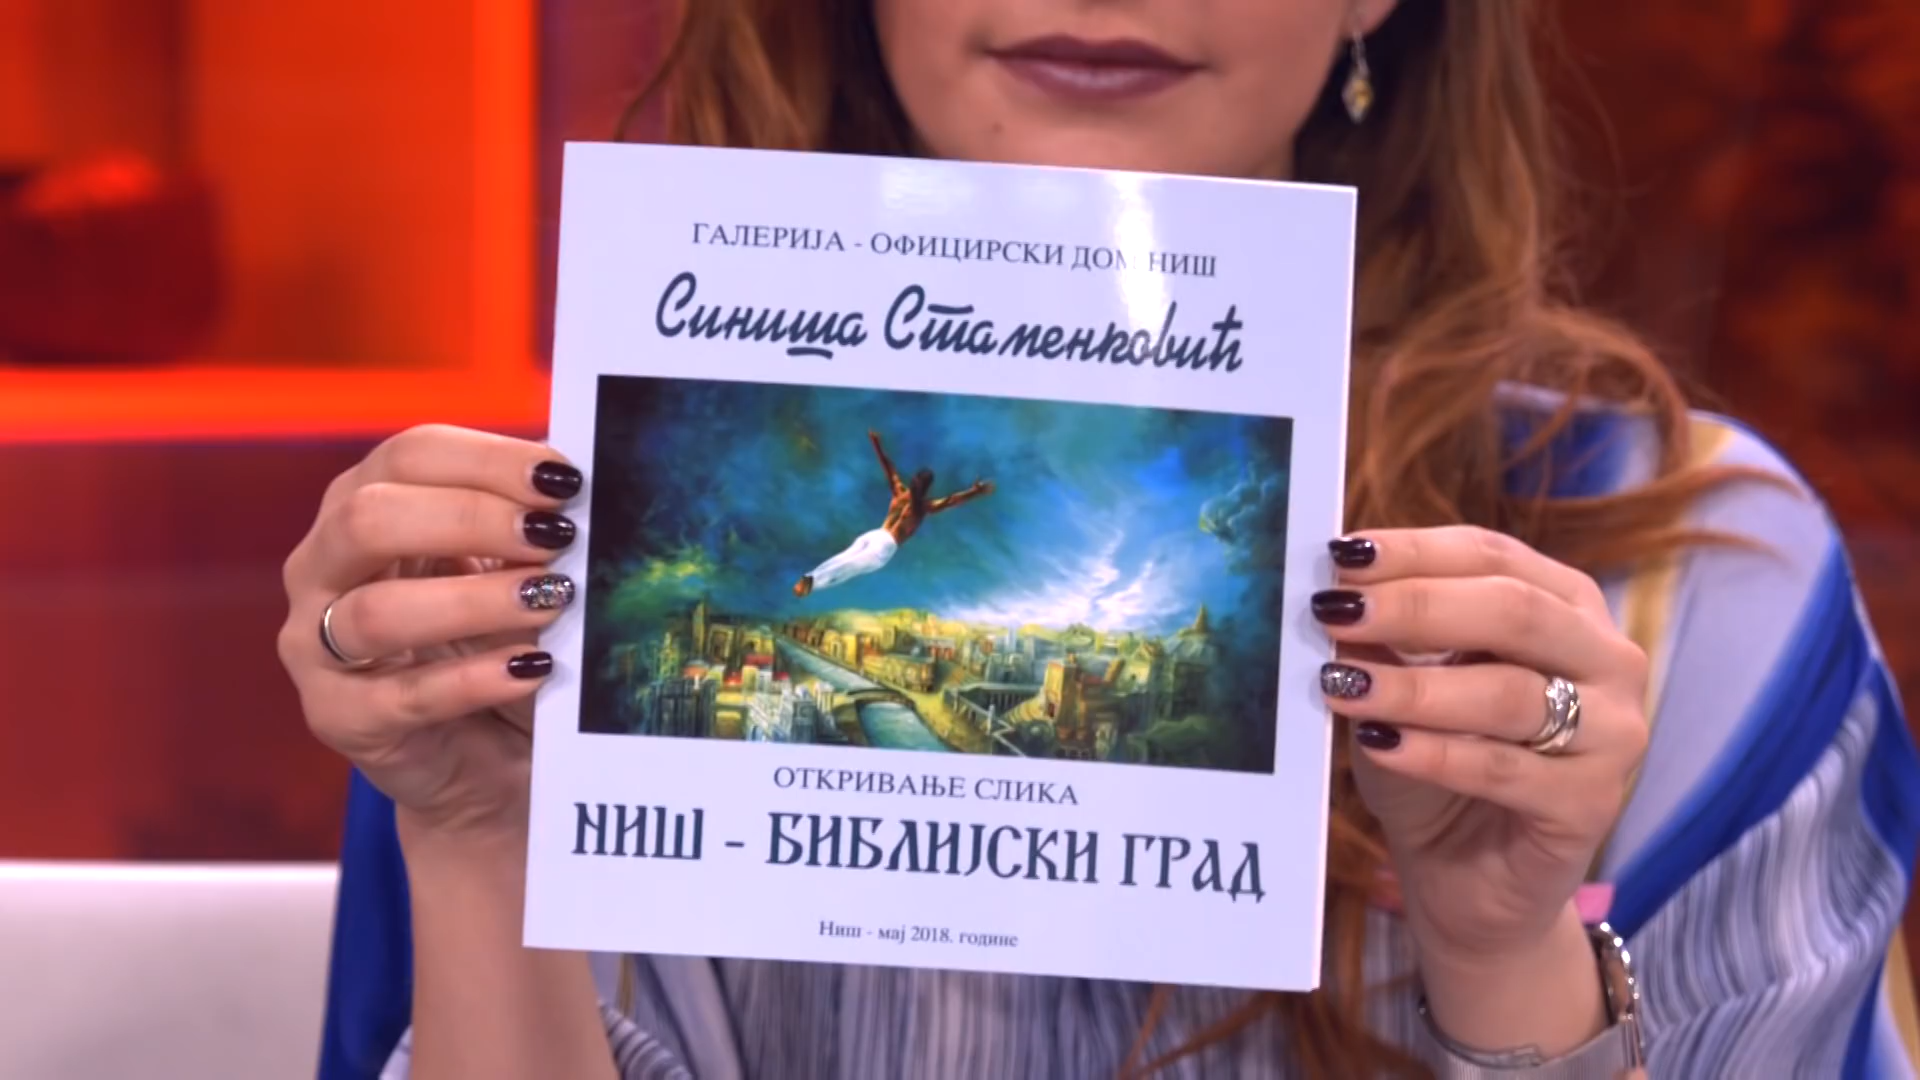 ГАЛЕРИЈА - ОФИЦИРСКИ ДОМ НИШ
Синиша Стаменковић
ОТКРИВАЊЕ СЛИКА
НИШ - БИБЛИЈСКИ ГРАД
Ниш - мај 2018. године